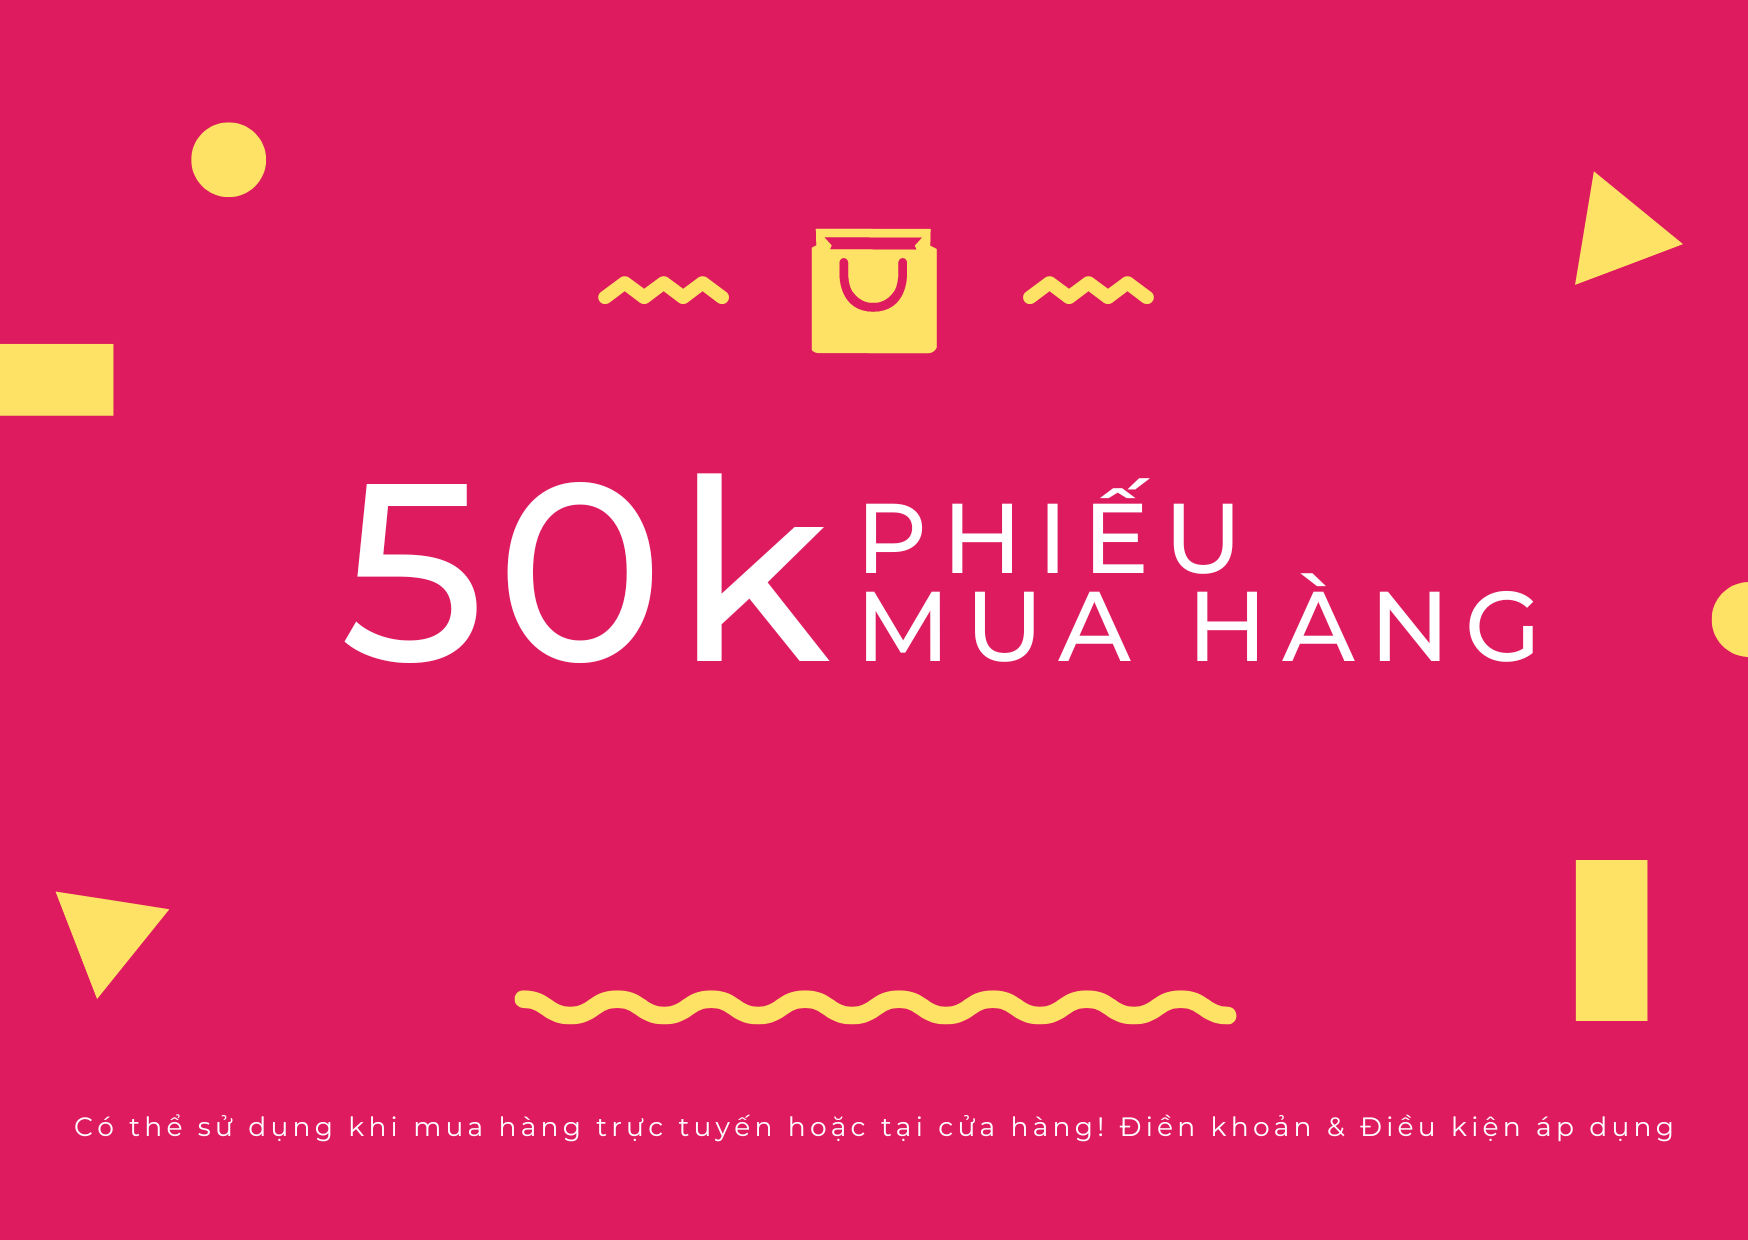 50k PHIẾU
MUA HÀNG
Có thể sử dụng khi mua hàng trực tuyến hoặc tại cửa hàng! Điền khoản & Điều kiện áp dụng